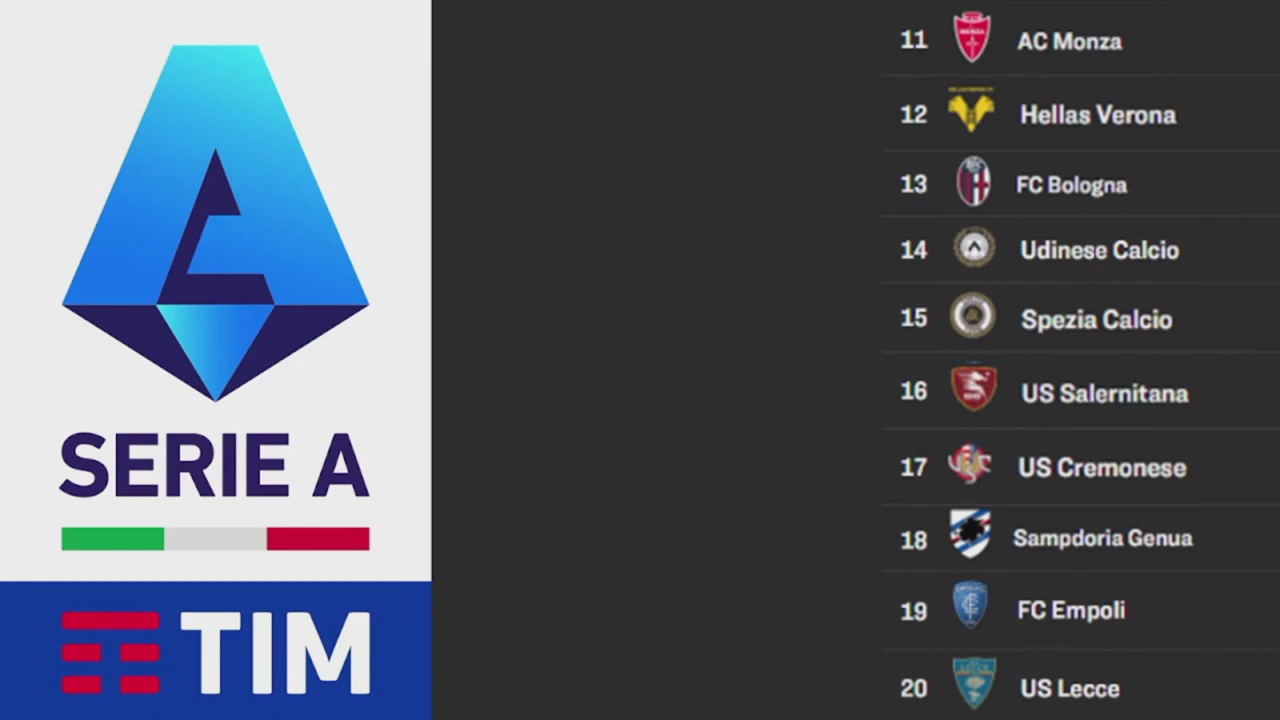 SERIE A
TIM
11 AC Monza
12 Hellas Verona
13 FC Bologna
14 Udinese Calcio
15 Spezia Calcio
16 US Salernitana
17 US Cremonese
18 Sampdoria Genua
19 FC Empoli
20 US Lecce